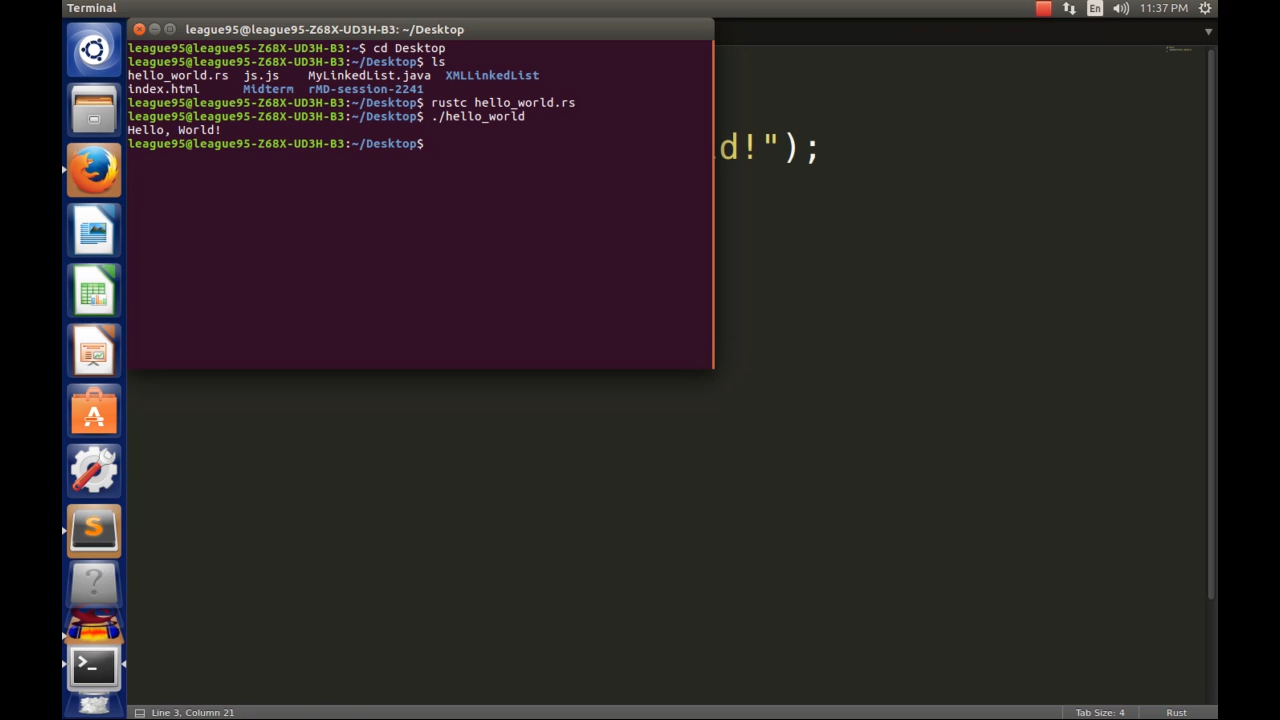 Terminal
En
11:37 PM
league95@league95-Z68X-UD3H-B3: ~/Desktop
league95@league95-Z68X-UD3H-B3:~$ cd Desktop
league95@league95-Z68X-UD3H-B3:~/Desktop$ ls
hello_world.rs js.js MyLinkedList.java XMLLinkedList
index.html Midterm rMD-session-2241
league95@league95-Z68X-UD3H-B3:~/Desktop$ rustc hello_world.rs
league95@league95-Z68X-UD3H-B3:~/Desktop$ ./hello_world
Hello, World!
league95@league95-Z68X-UD3H-B3:~/Desktop$
d!");
Line 3, Column 21
Tab Size: 4
Rust